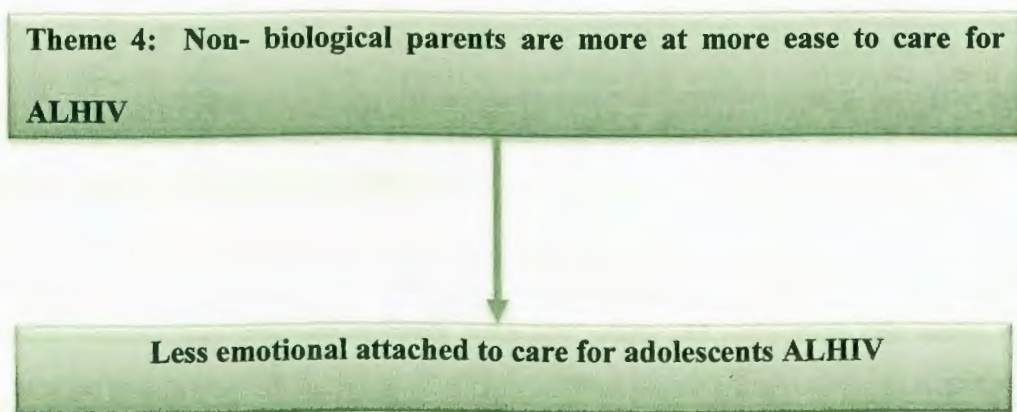 Theme 4: Non- biological parents are more at more ease to care for
ALHIV
Less emotional attached to care for adolescents ALHIV